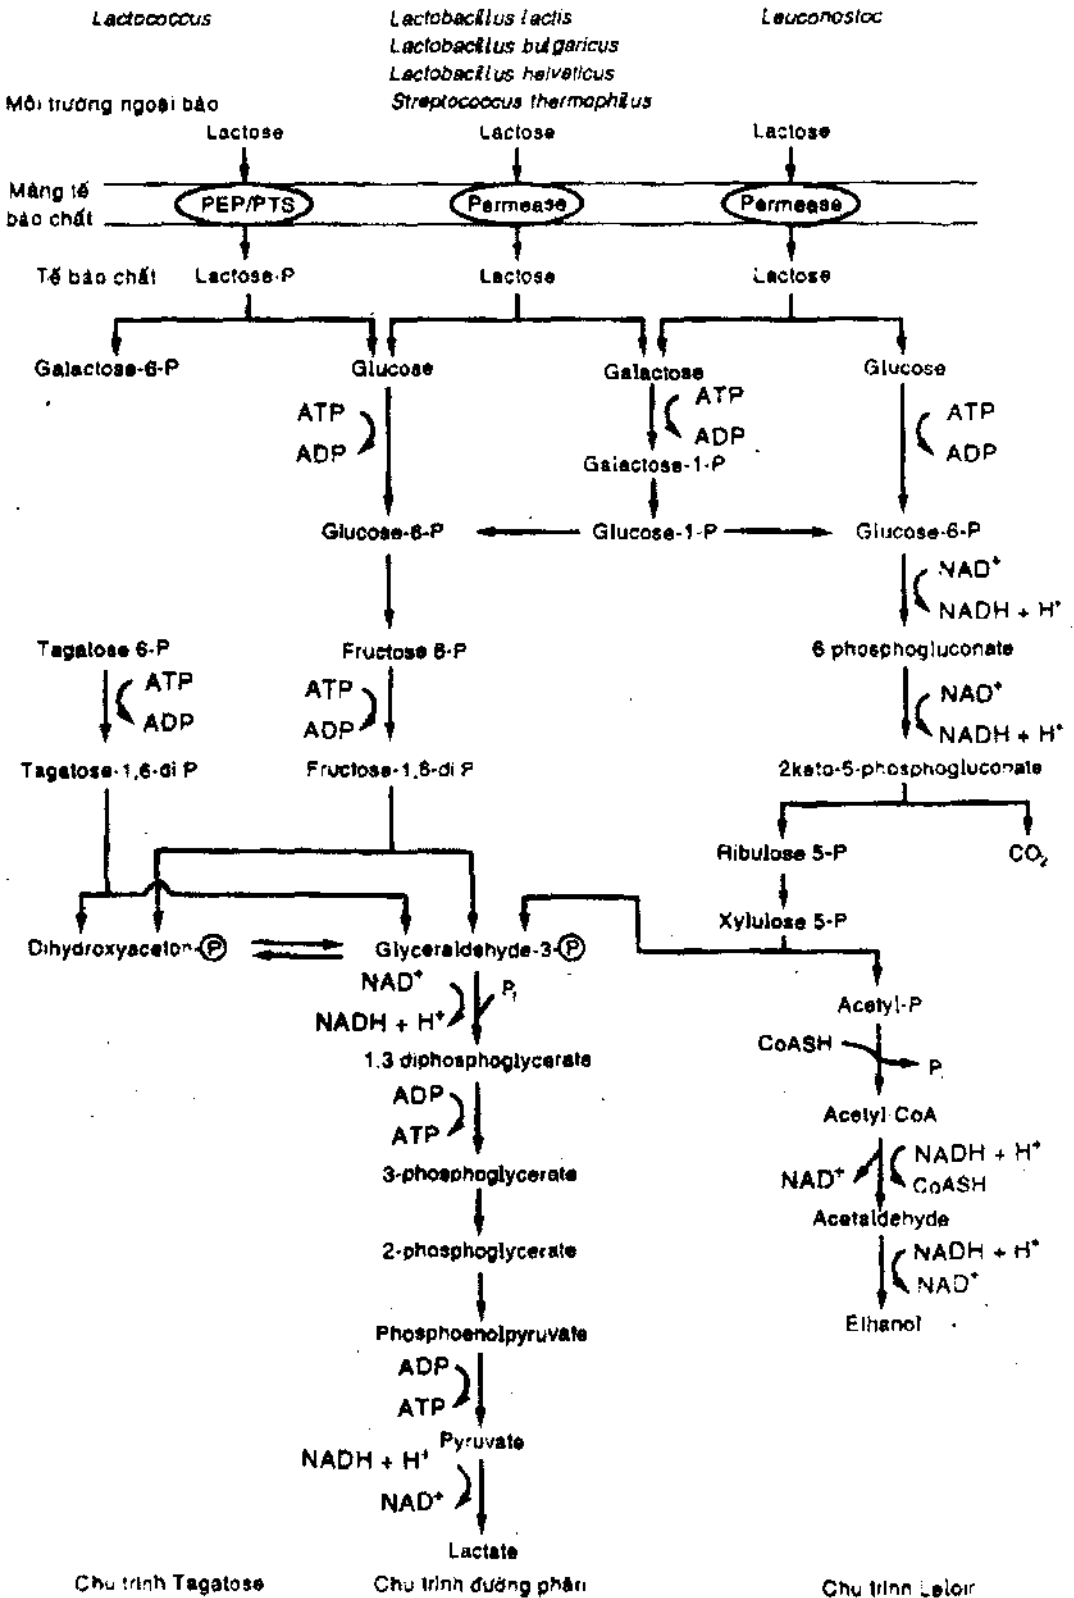 Lactococcus
Lactobacillus lactis
Leuconostoc
Lactobacillus bulgaricus
Lactobacillus helveticus
Streptococcus thermophilus
Môi trường ngoại bào
Lactose
Lactose
Lactose
Màng tế
bào chất
PEP/PTS
Permease
Permease
Tế bào chất
Lactose-P
Lactose
Lactose
Galactose-6-P
Glucose
Galactose
Glucose
ATP
ADP
ATP
ADP
ATP
ADP
Galactose-1-P
Glucose-6-P
Glucose-1-P
Glucose-6-P
NAD⁺
NADH + H⁺
Tagatose 6-P
Fructose 6-P
6 phosphogluconate
ATP
ADP
ATP
ADP
NAD⁺
NADH + H⁺
Tagatose-1,6-di P
Fructose-1,6-di P
2keto-5-phosphogluconate
Ribulose 5-P
CO₂
Xylulose 5-P
Dihydroxyaceton-P
Glyceraldehyde-3-P
NAD⁺
Pᵢ
NADH + H⁺
Acetyl-P
1,3 diphosphoglycerate
CoASH
P
ADP
ATP
Acetyl CoA
3-phosphoglycerate
NAD⁺
NADH + H⁺
CoASH
Acetaldehyde
2-phosphoglycerate
NADH + H⁺
NAD⁺
Ethanol
Phosphoenolpyruvate
ADP
ATP
Pyruvate
NADH + H⁺
NAD⁺
Lactate
Chu trình Tagatose
Chu trình đường phân
Chu trình Leloir